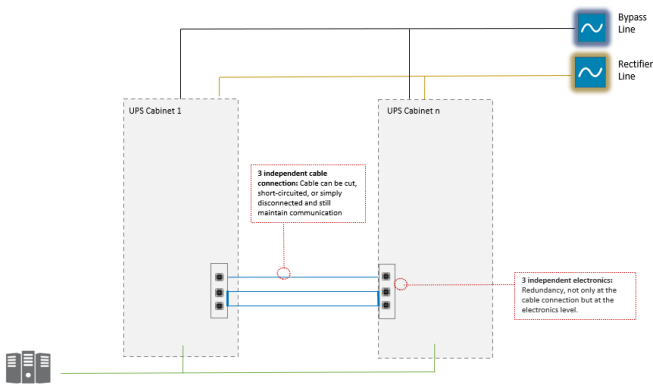 Bypass
Line
Rectifier
Line
UPS Cabinet 1
UPS Cabinet n
3 independent cable
connection: Cable can be cut,
short-circuited, or simply
disconnected and still
maintain communication
3 independent electronics:
Redundancy, not only at the
cable connection but at the
electronics level.